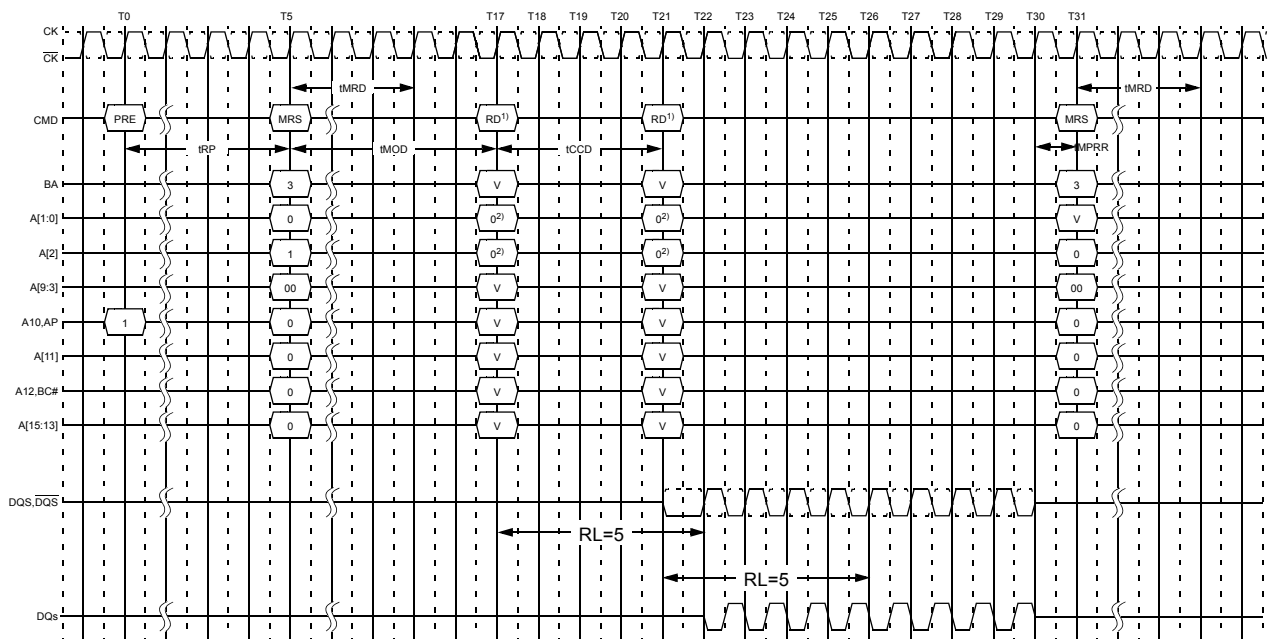 T0 T5 T17 T18 T19 T20 T21 T22 T23 T24 T25 T26 T27 T28 T29 T30 T31
CK
CK
tMRD tMRD
CMD PRE MRS RD1) RD1) MRS
tRP tMOD tCCD tMPRR
BA 3 V V 3
A[1:0] 0 02) 02) V
A[2] 1 02) 02) 0
A[9:3] 00 V V 00
A10,AP 1 0 V V 0
A[11] 0 V V 0
A12,BC# 0 V V 0
A[15:13] 0 V V 0
DQS,DQS
RL=5
RL=5
DQs